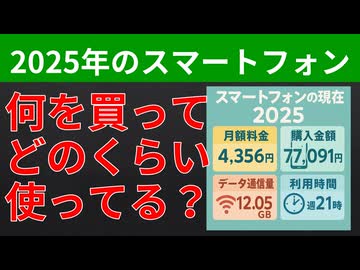 2025年のスマートフォン
何を買って
どのくらい
使ってる？
スマートフォンの現在
2025
月額料金
4,356円
購入金額
77,091円
データ通信量
12.05
GB
利用時間
週21時